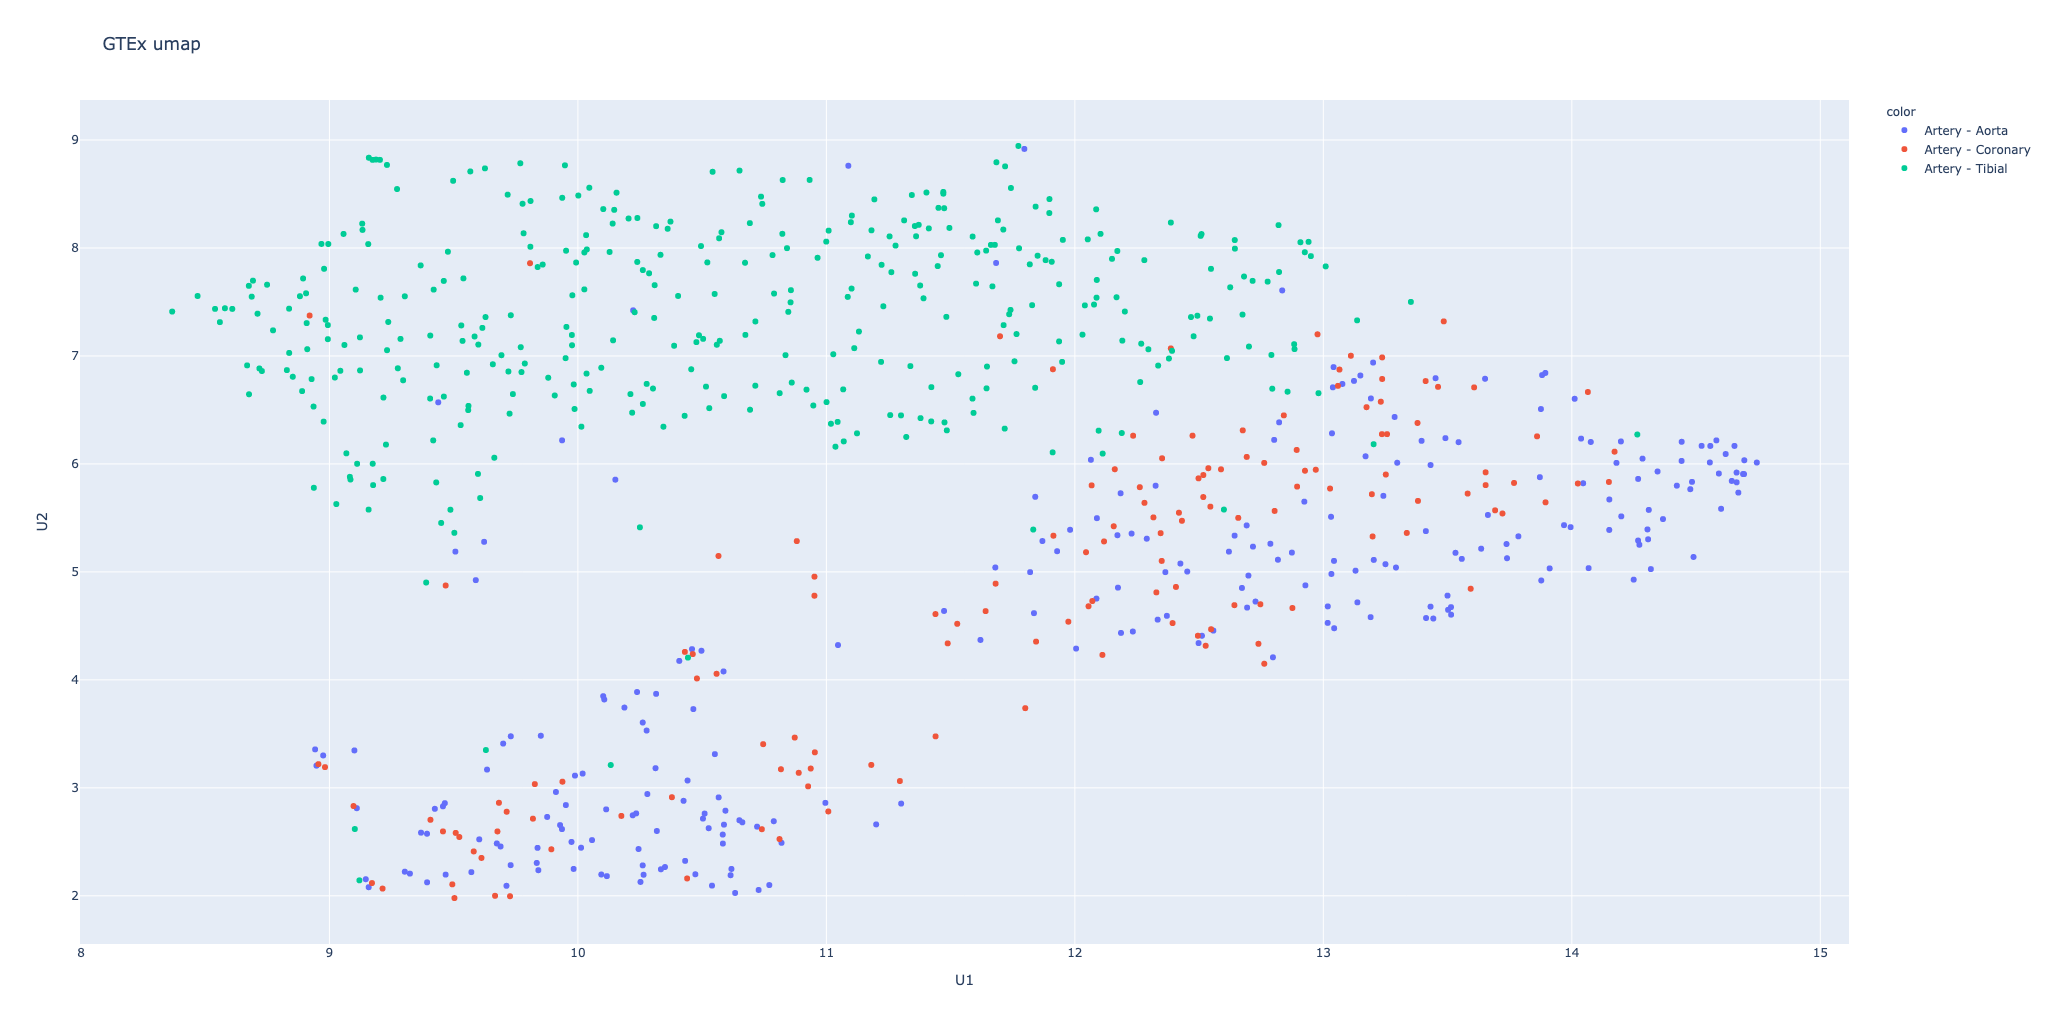 GTEx umap
color
Artery - Aorta
Artery - Coronary
Artery - Tibial
9
8
7
6
5
4
3
2
U2
8 9 10 11 12 13 14 15
U1